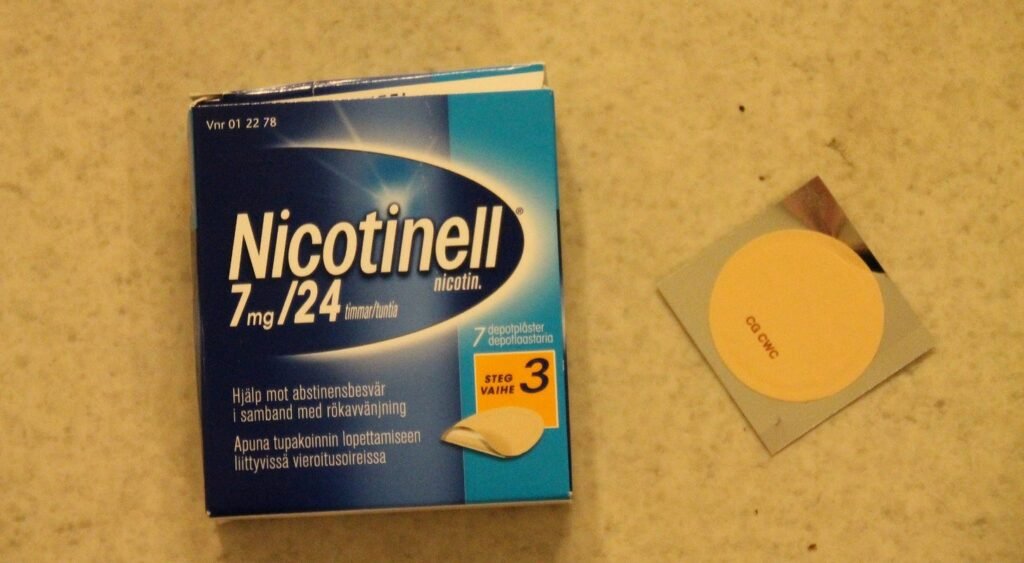 Vnr 01 22 78
Nicotinell®
nicotin.
7mg/24 timmar/tuntia
7 depotplåster
depotlaastaria
STEG
VAIHE 3
Hjälp mot abstinensbesvär
i samband med rökavvänjning
Apuna tupakoinnin lopettamiseen
liittyvissä vieroitusoireissa
CG CWC